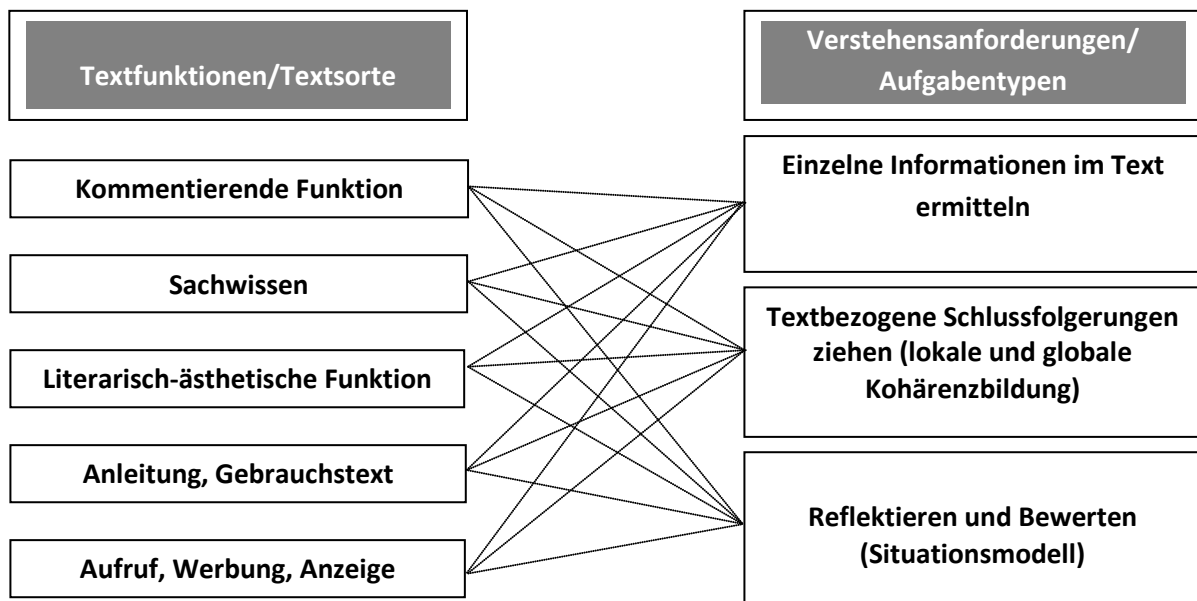 Textfunktionen/Textsorte
Verstehensanforderungen/
Aufgabentypen
Kommentierende Funktion
Sachwissen
Literarisch-ästhetische Funktion
Anleitung, Gebrauchstext
Aufruf, Werbung, Anzeige
Einzelne Informationen im Text
ermitteln
Textbezogene Schlussfolgerungen
ziehen (lokale und globale
Kohärenzbildung)
Reflektieren und Bewerten
(Situationsmodell)